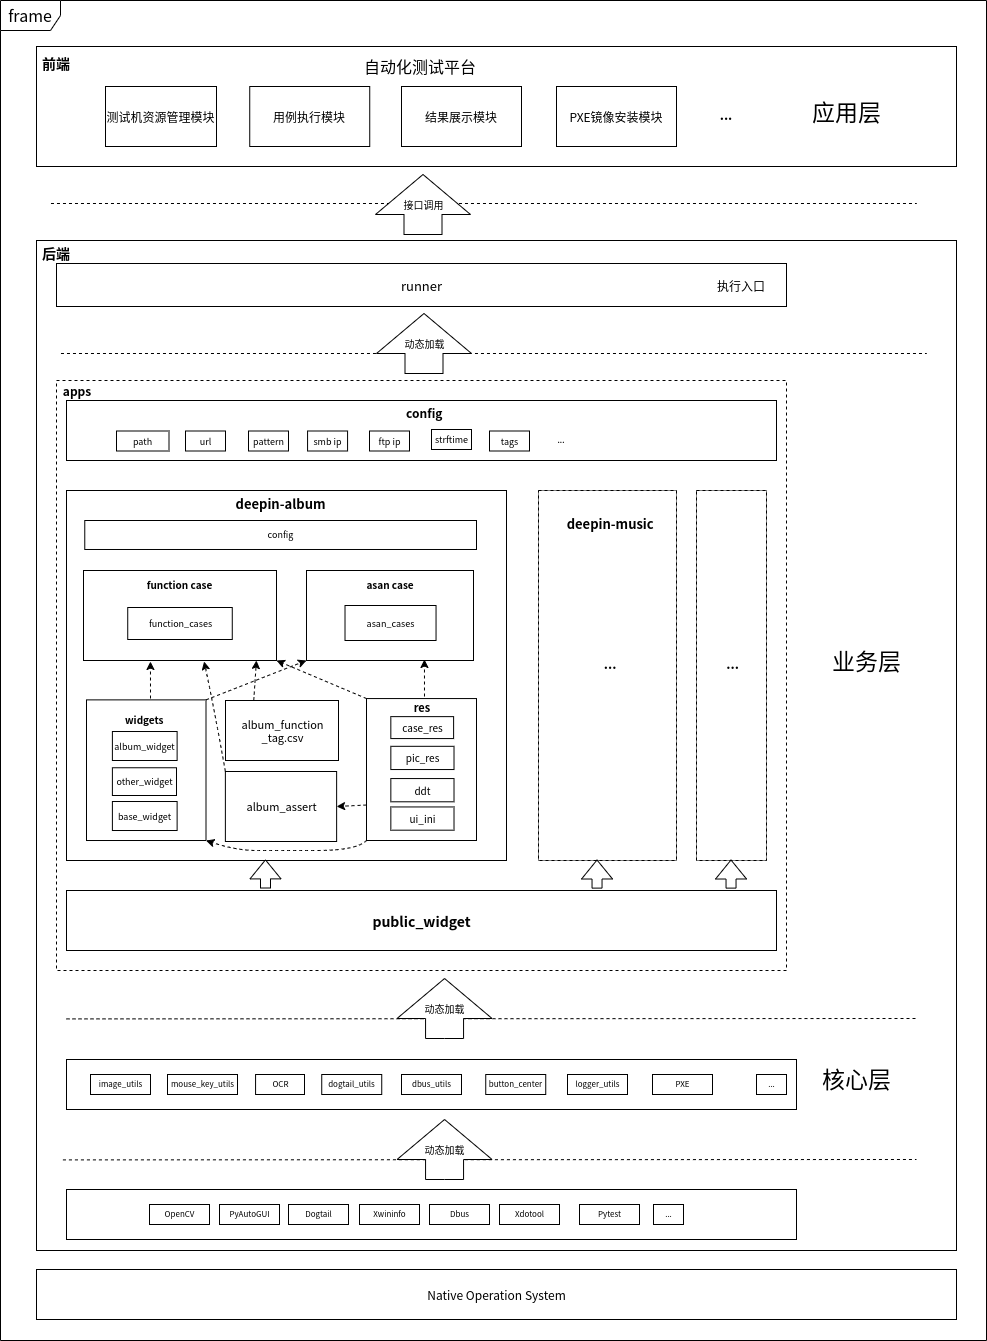 frame
前端
自动化测试平台
测试机资源管理模块
用例执行模块
结果展示模块
PXE镜像安装模块
...
应用层
接口调用
后端
runner
执行入口
动态加载
apps
config
path
url
pattern
smb ip
ftp ip
strftime
tags
...
deepin-album
config
function case
function_cases
asan case
asan_cases
widgets
album_widget
other_widget
base_widget
album_function
_tag.csv
album_assert
res
case_res
pic_res
ddt
ui_ini
deepin-music
...
...
业务层
public_widget
动态加载
image_utils
mouse_key_utils
OCR
dogtail_utils
dbus_utils
button_center
logger_utils
PXE
...
核心层
动态加载
OpenCV
PyAutoGUI
Dogtail
Xwininfo
Dbus
Xdotool
Pytest
...
Native Operation System